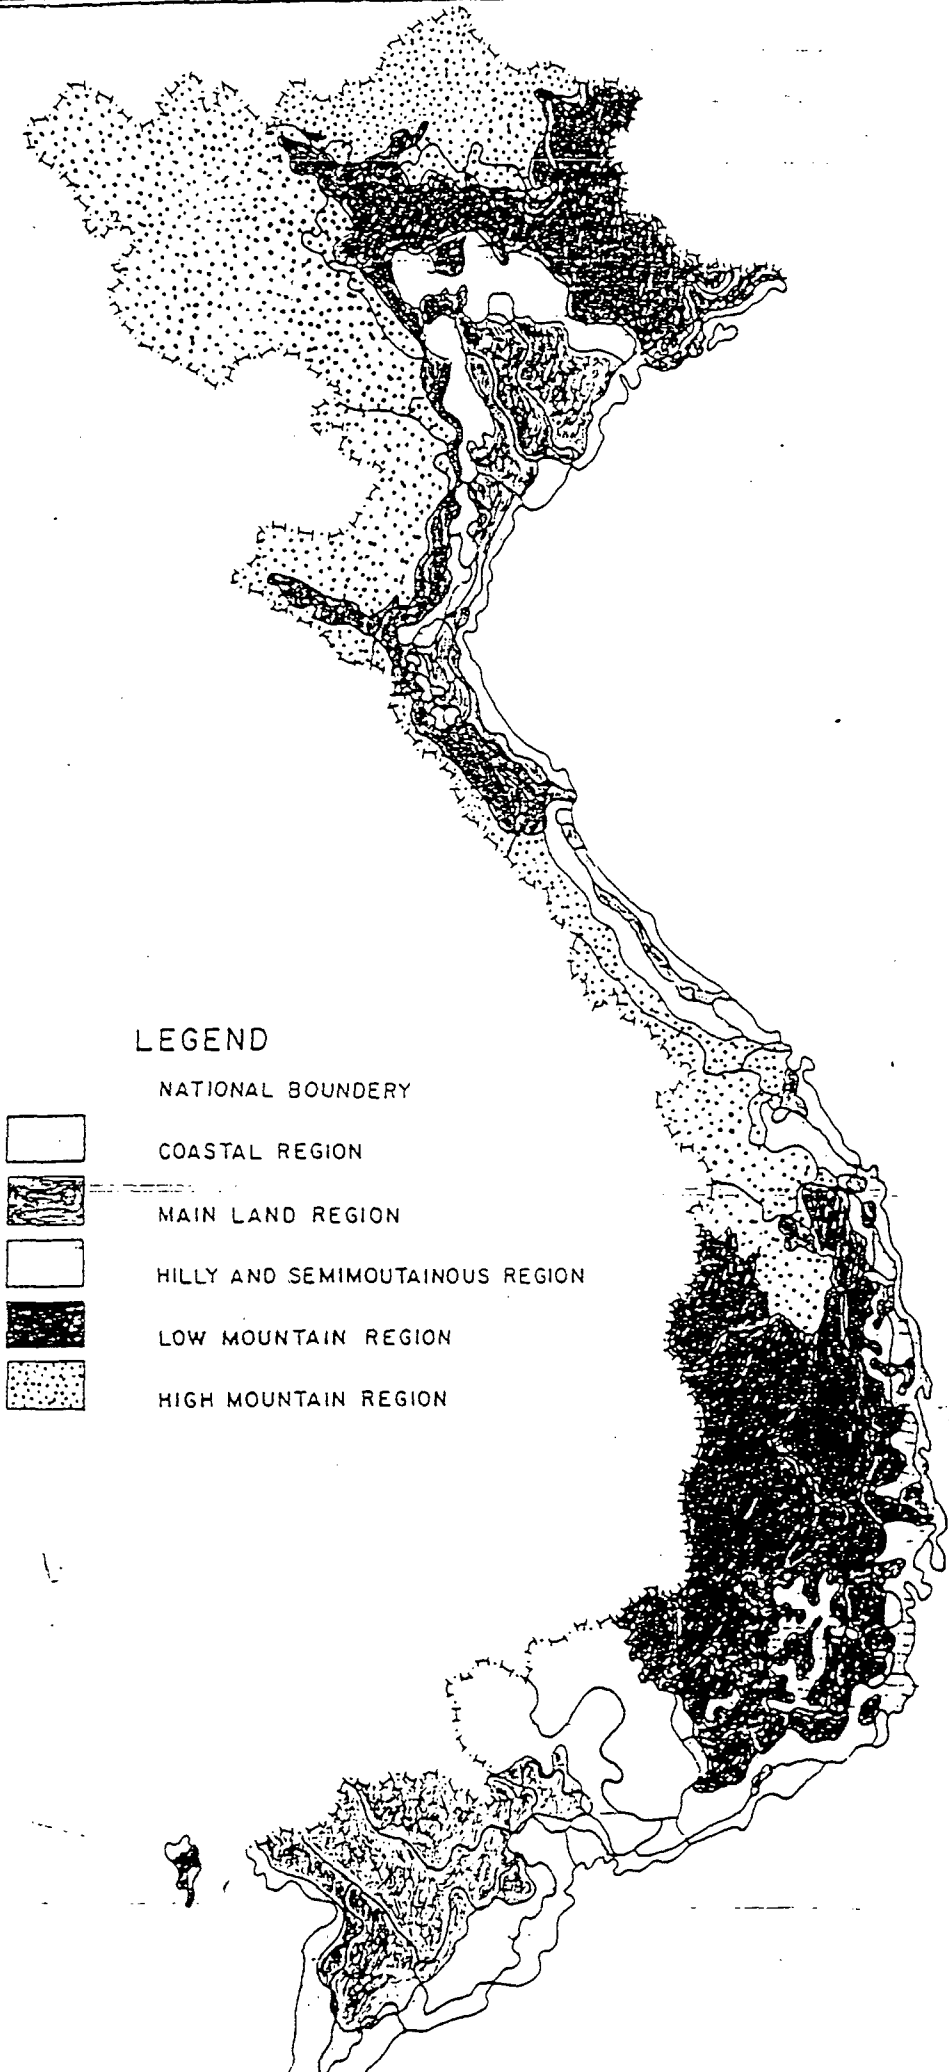 LEGEND
NATIONAL BOUNDERY
COASTAL REGION
MAIN LAND REGION
HILLY AND SEMIMOUTAINOUS REGION
LOW MOUNTAIN REGION
HIGH MOUNTAIN REGION